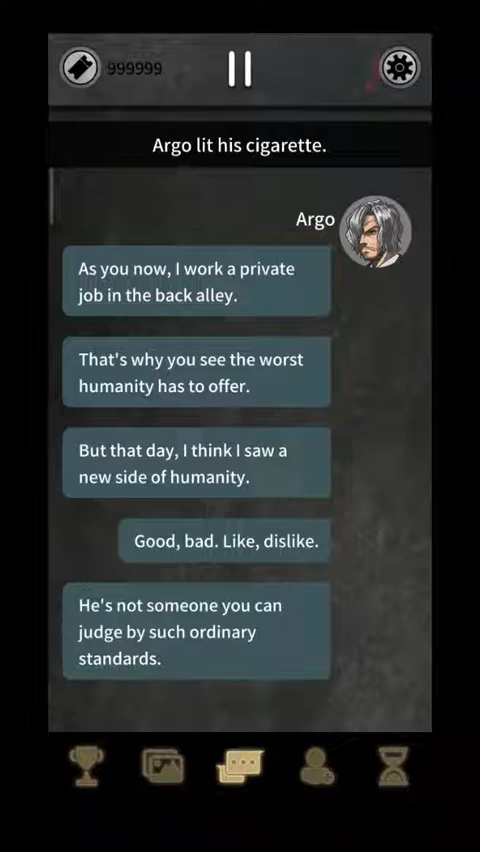 999999
Argo lit his cigarette.
Argo
As you now, I work a private
job in the back alley.
That's why you see the worst
humanity has to offer.
But that day, I think I saw a
new side of humanity.
Good, bad. Like, dislike.
He's not someone you can
judge by such ordinary
standards.